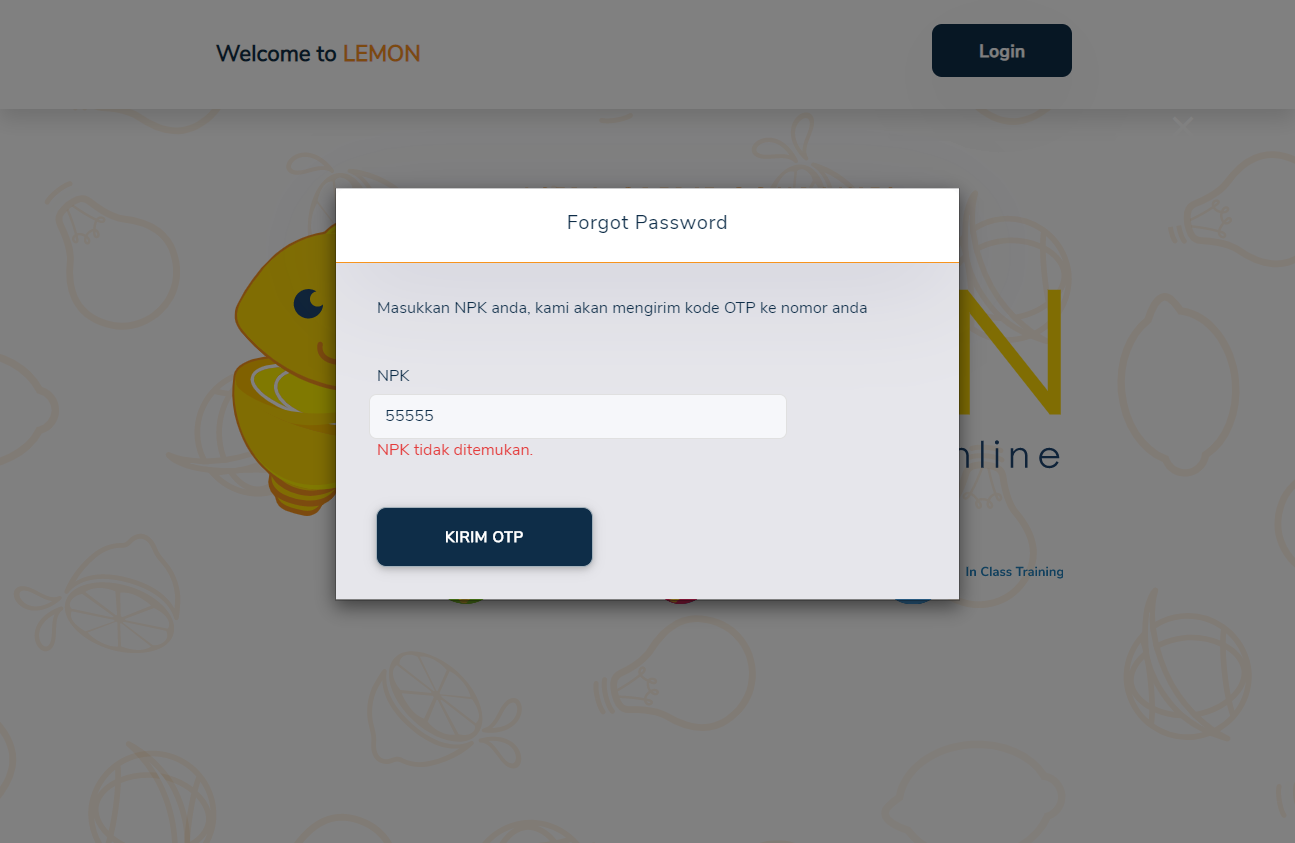 Welcome to LEMON
Login
Forgot Password
Masukkan NPK anda, kami akan mengirim kode OTP ke nomor anda
NPK
55555
NPK tidak ditemukan.
N
nline
KIRIM OTP
In Class Training